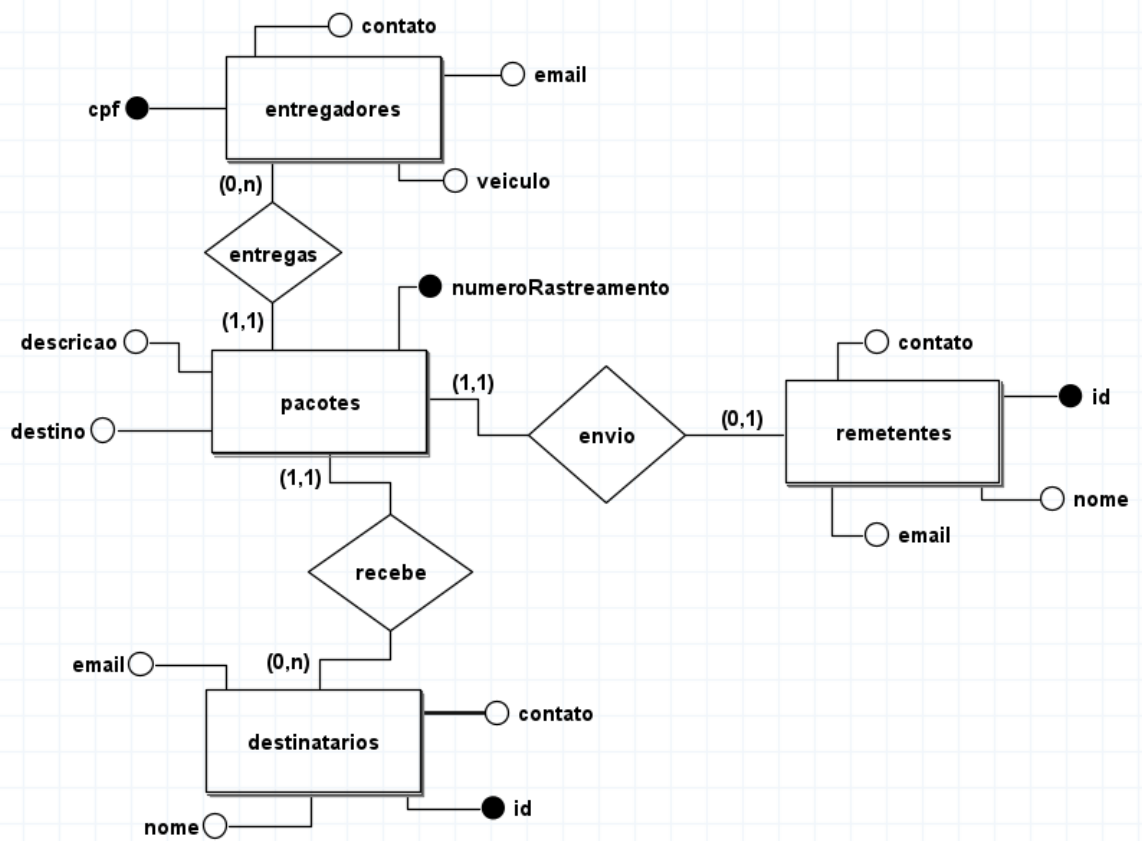 contato
email
cpf
entregadores
veiculo
(0,n)
entregas
numeroRastreamento
(1,1)
descricao
contato
(1,1)
id
pacotes
(0,1)
destino
envio
remetentes
(1,1)
nome
email
recebe
(0,n)
email
contato
destinatarios
id
nome